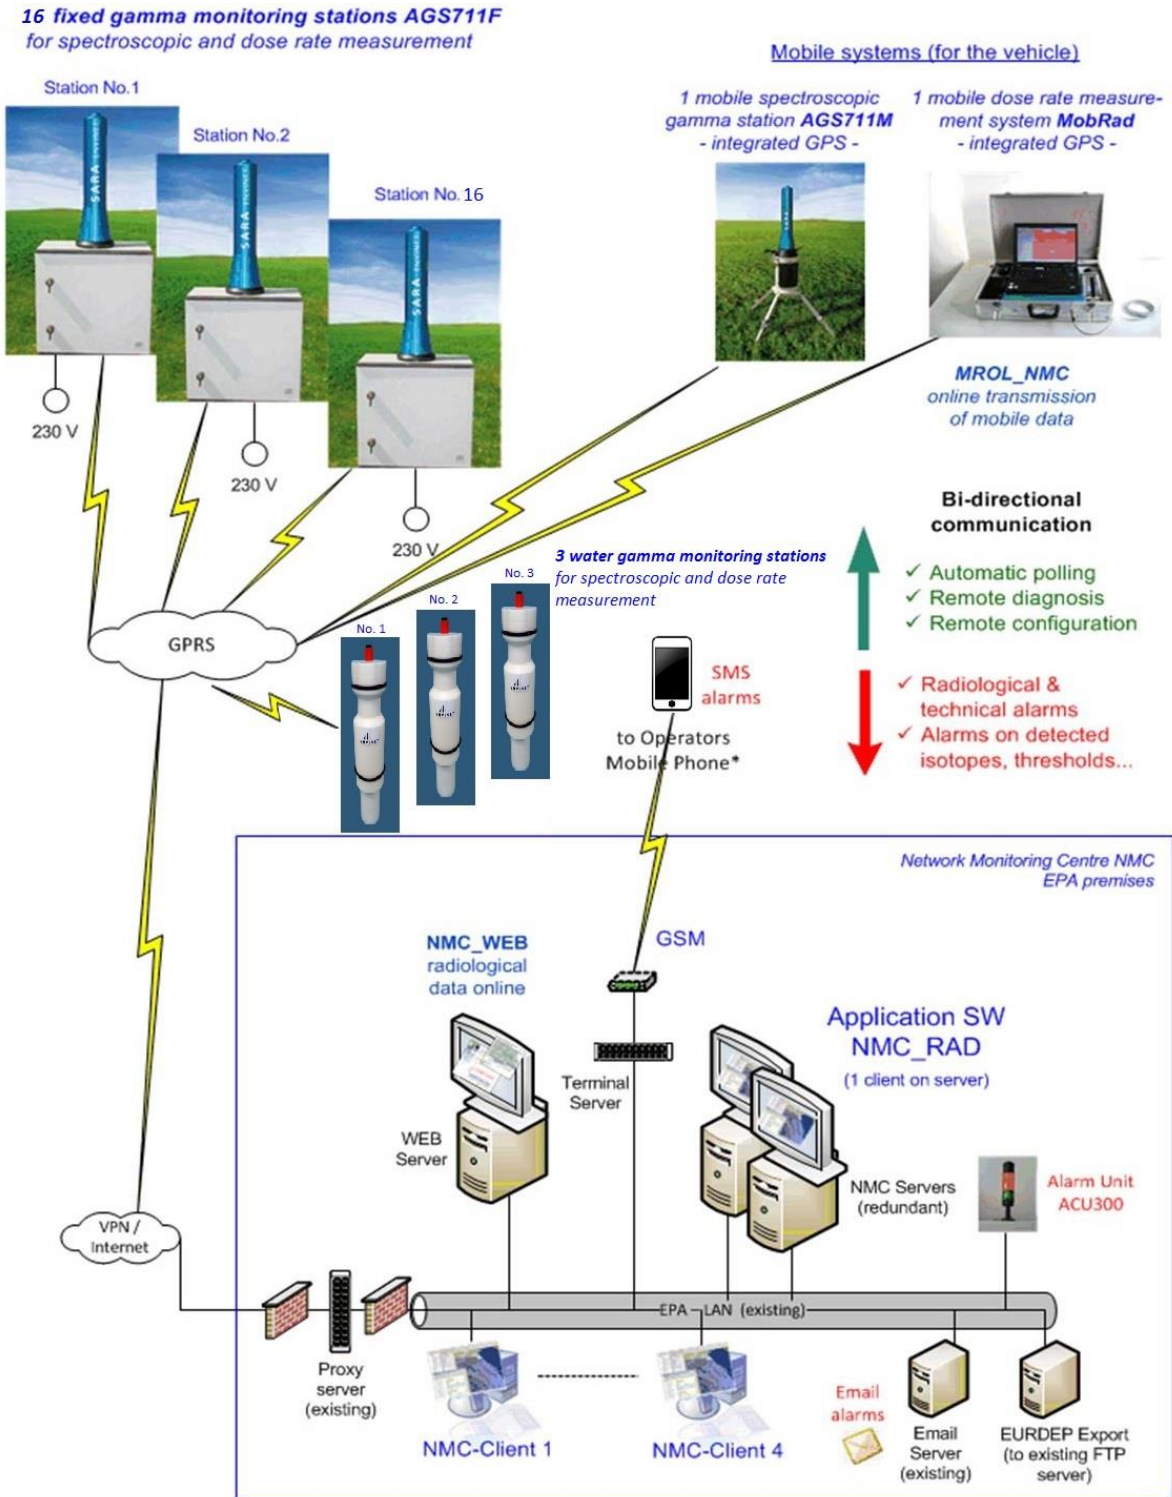 16 fixed gamma monitoring stations AGS711F
for spectroscopic and dose rate measurement
Station No.1
Station No.2
Station No.16
SARA
SARA
SARA
230 V
230 V
230 V
Mobile systems (for the vehicle)
1 mobile spectroscopic
gamma station AGS711M
- integrated GPS -
1 mobile dose rate measure-
ment system MobRad
- integrated GPS -
MROL_NMC
online transmission
of mobile data
Bi-directional
communication
✓ Automatic polling
✓ Remote diagnosis
✓ Remote configuration
✓ Radiological &
technical alarms
✓ Alarms on detected
isotopes, thresholds...
3 water gamma monitoring stations
for spectroscopic and dose rate
measurement
No. 1
No. 2
No. 3
GPRS
SMS
alarms
to Operators
Mobile Phone*
Network Monitoring Centre NMC
EPA premises
GSM
NMC_WEB
radiological
data online
Application SW
NMC_RAD
(1 client on server)
Terminal
Server
WEB
Server
NMC Servers
(redundant)
Alarm Unit
ACU300
VPN /
Internet
EPA – LAN (existing)
Proxy
server
(existing)
NMC-Client 1
NMC-Client 4
Email
alarms
Email
Server
(existing)
EURDEP Export
(to existing FTP
server)